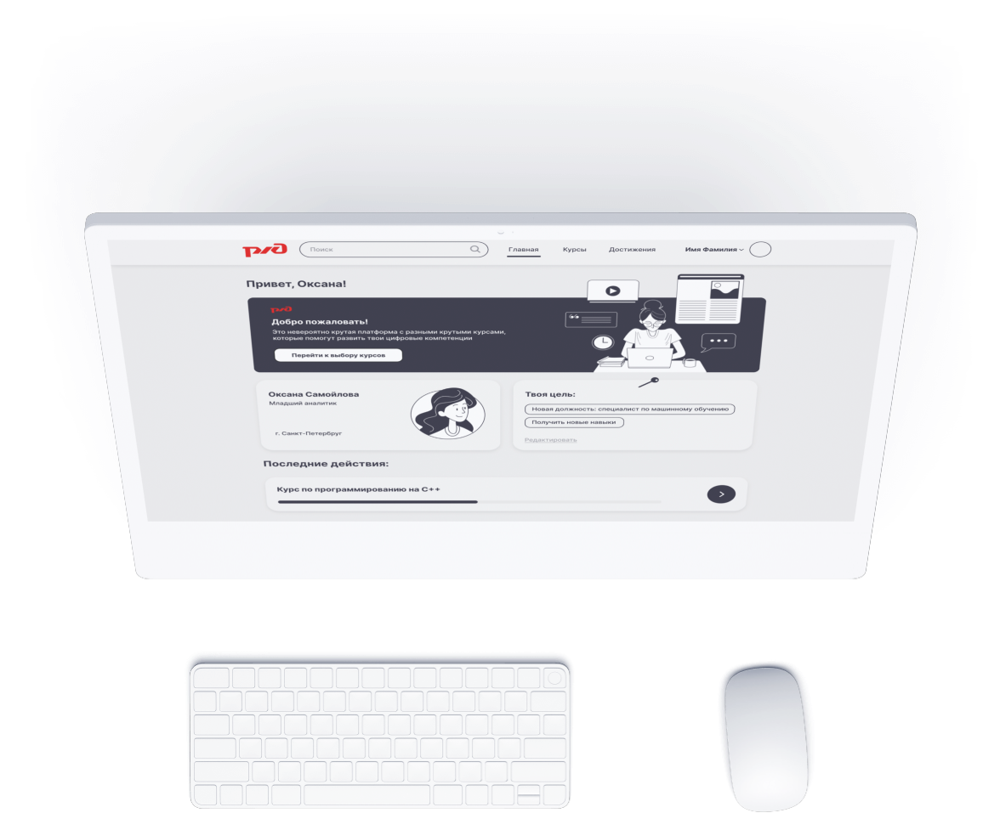 ржд
Поиск
Главная
Курсы
Достижения
Имя Фамилия
Привет, Оксана!
ржд
Добро пожаловать!
Это невероятно крутая платформа с разными крутыми курсами,
которые помогут развить твои цифровые компетенции
Перейти к выбору курсов
Оксана Самойлова
Младший аналитик
г. Санкт-Петербруг
Твоя цель:
Новая должность: специалист по машинному обучению
Получить новые навыки
Редактировать
Последние действия:
Курс по программированию на С++